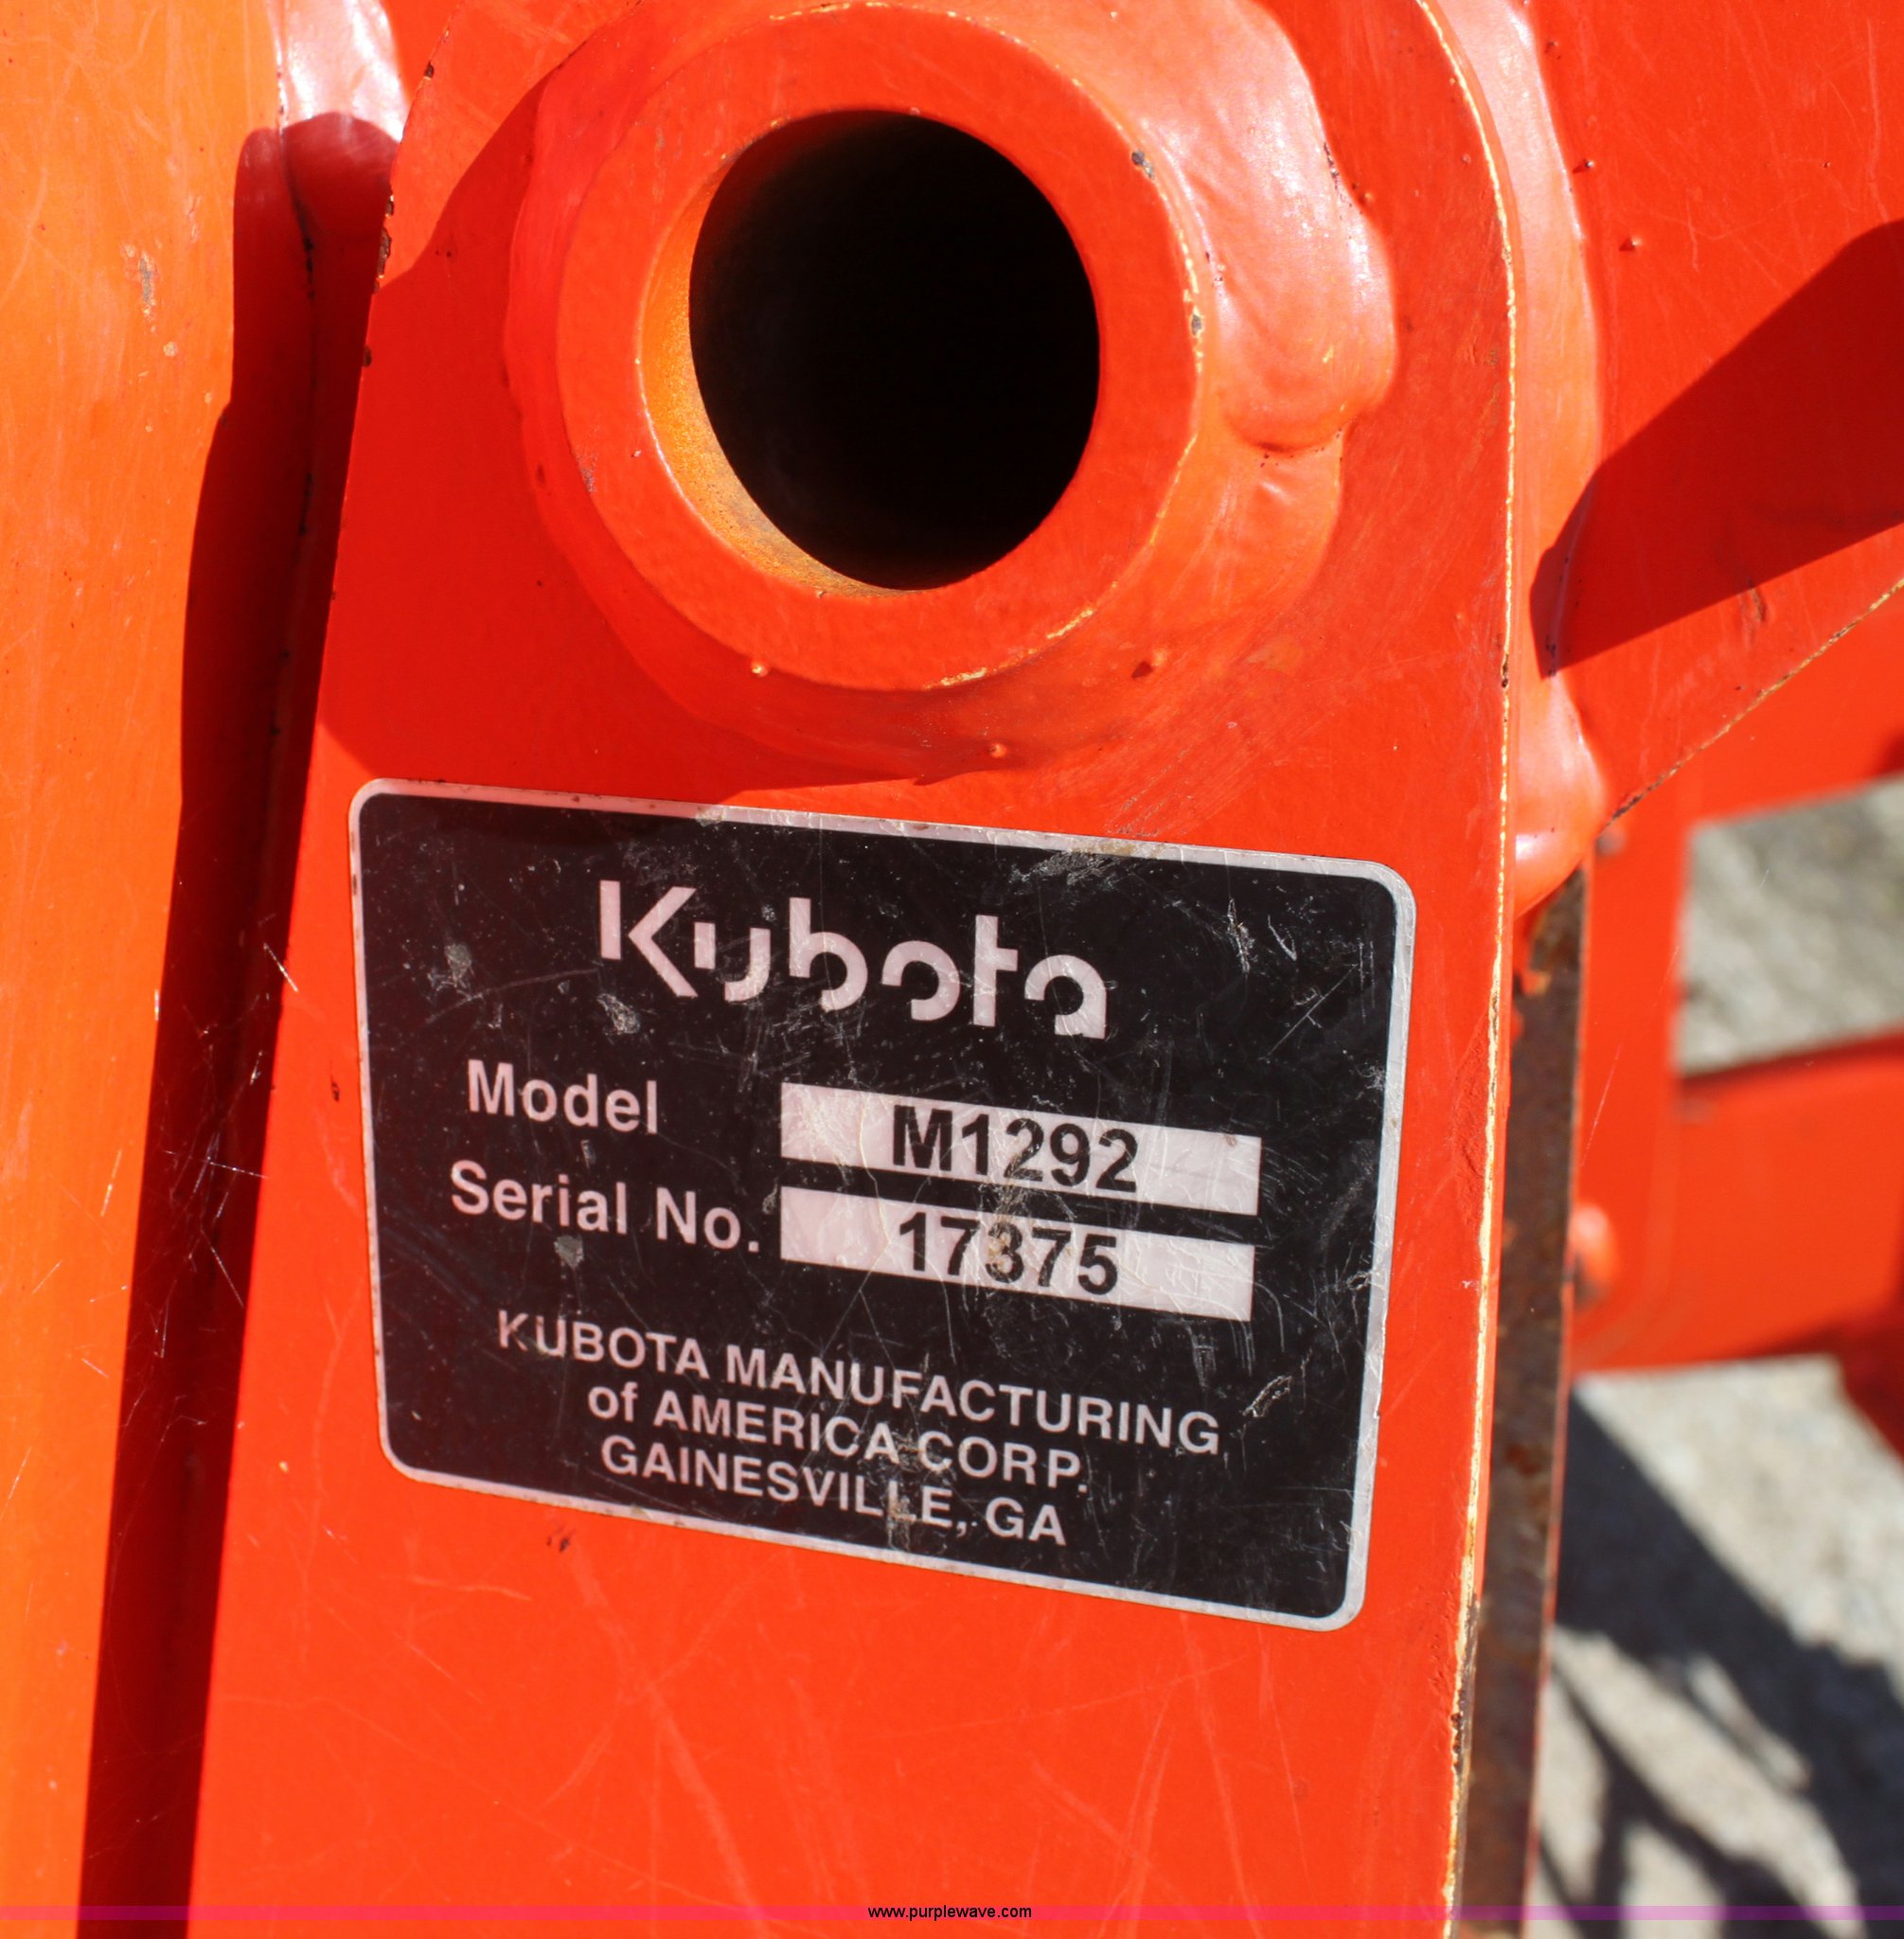 Kubota
Model M1292
Serial No. 17375
KUBOTA MANUFACTURING
of AMERICA CORP.
GAINESVILLE, GA
www.purplewave.com